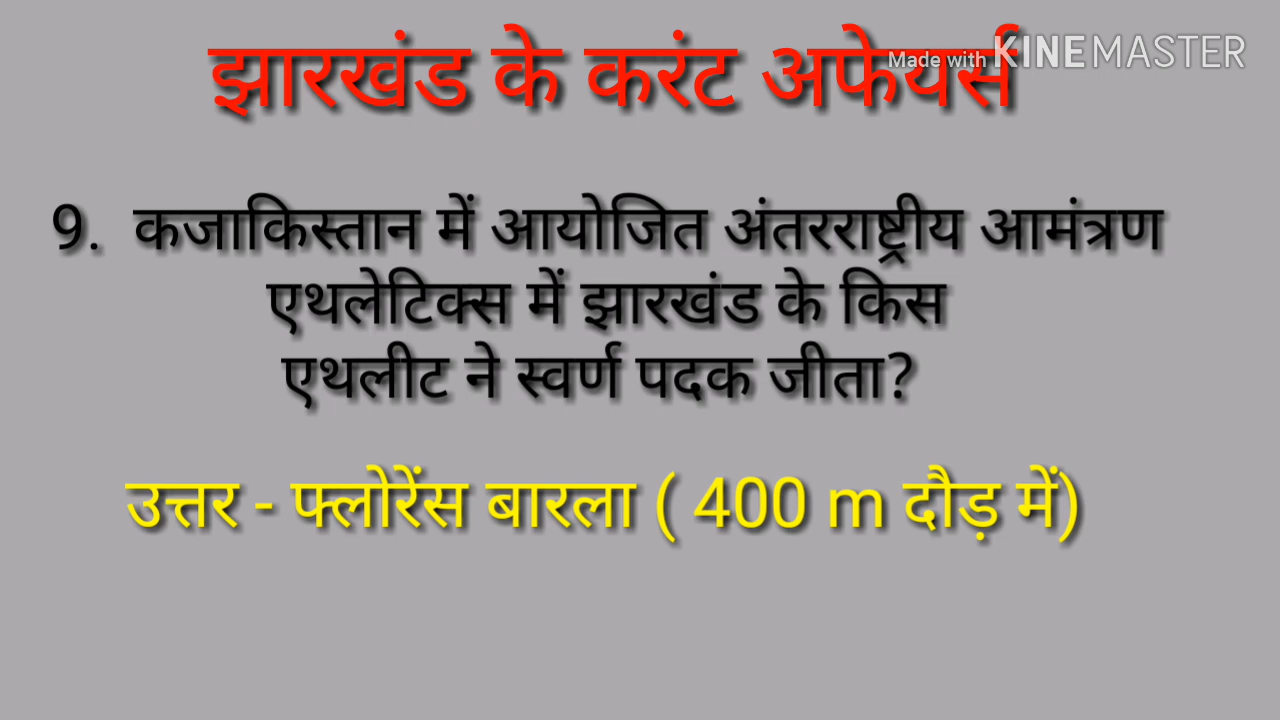 झारखंड के करंट अफेयर्स
Made with KINEMASTER
9. कजाकिस्तान में आयोजित अंतरराष्ट्रीय आमंत्रण
एथलेटिक्स में झारखंड के किस
एथलीट ने स्वर्ण पदक जीता?
उत्तर - फ्लोरेंस बारला ( 400 m दौड़ में)